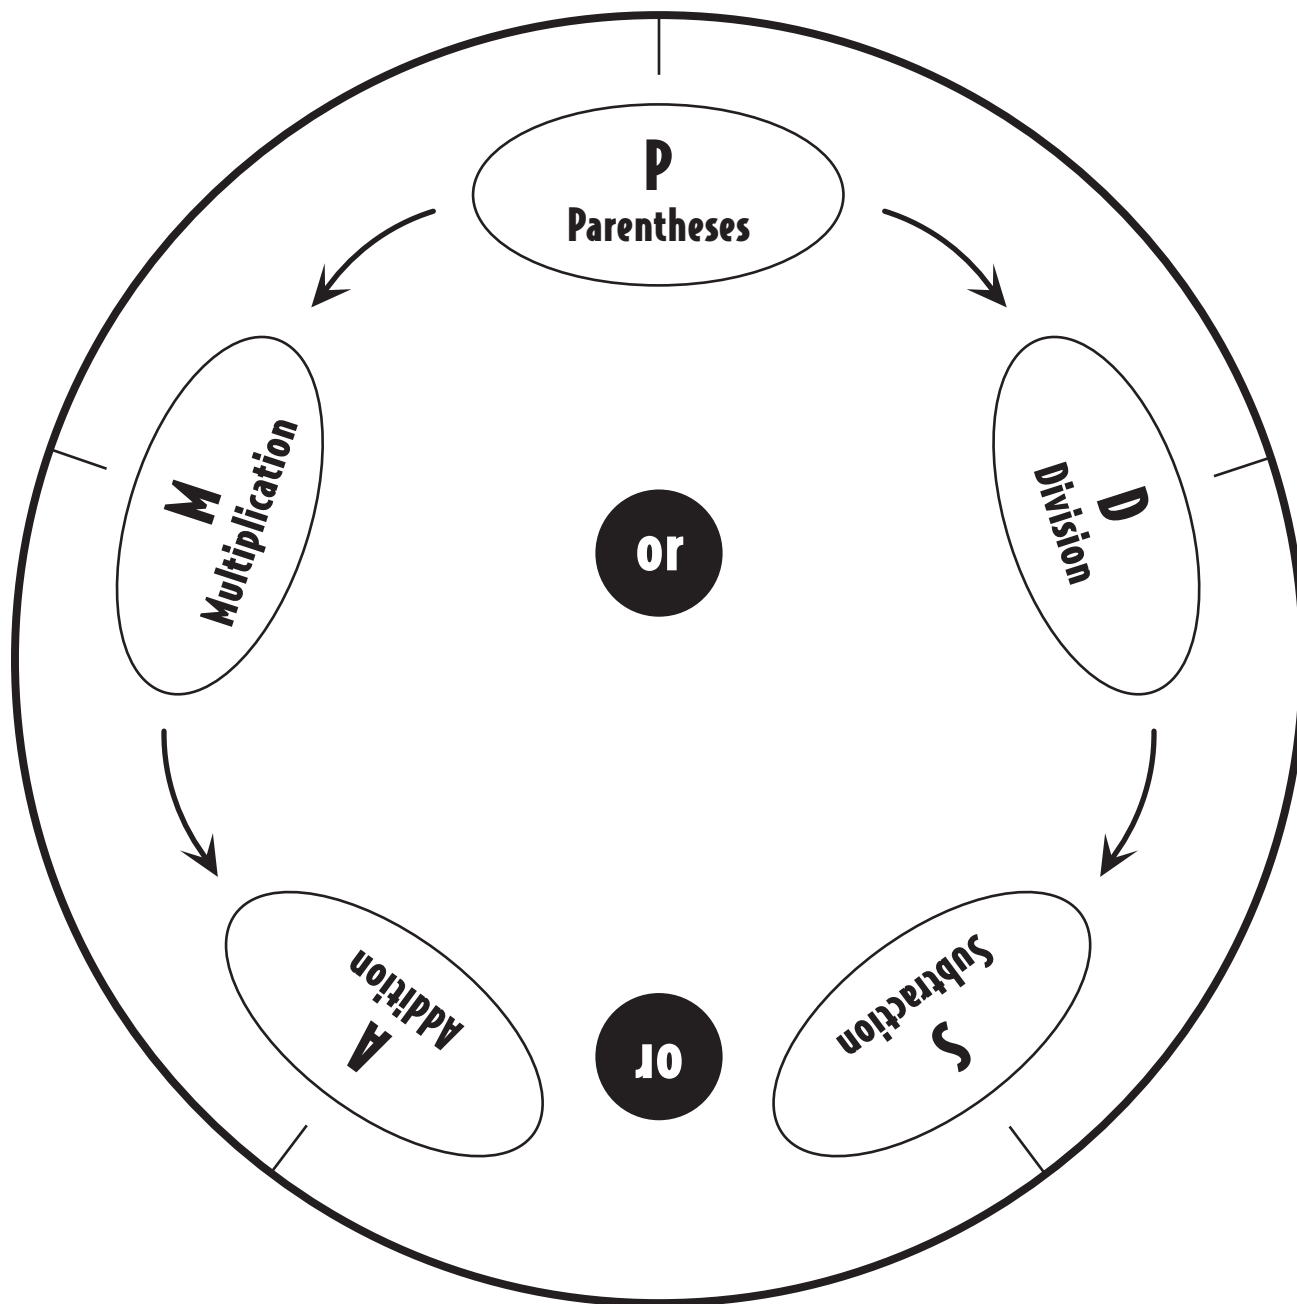 P
Parentheses
M
Multiplication
or
D
Division
A
Addition
or
S
Subtraction